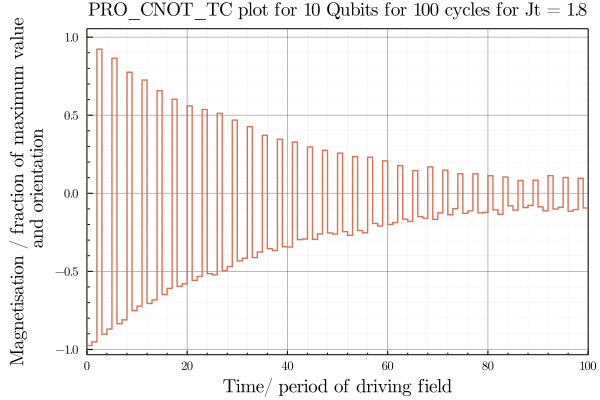 PRO_CNOT_TC plot for 10 Qubits for 100 cycles for Jt = 1.8
Magnetisation / fraction of maximum value
and orientation
1.0
0.5
0.0
−0.5
−1.0
0
20
40
60
80
100
Time/ period of driving field